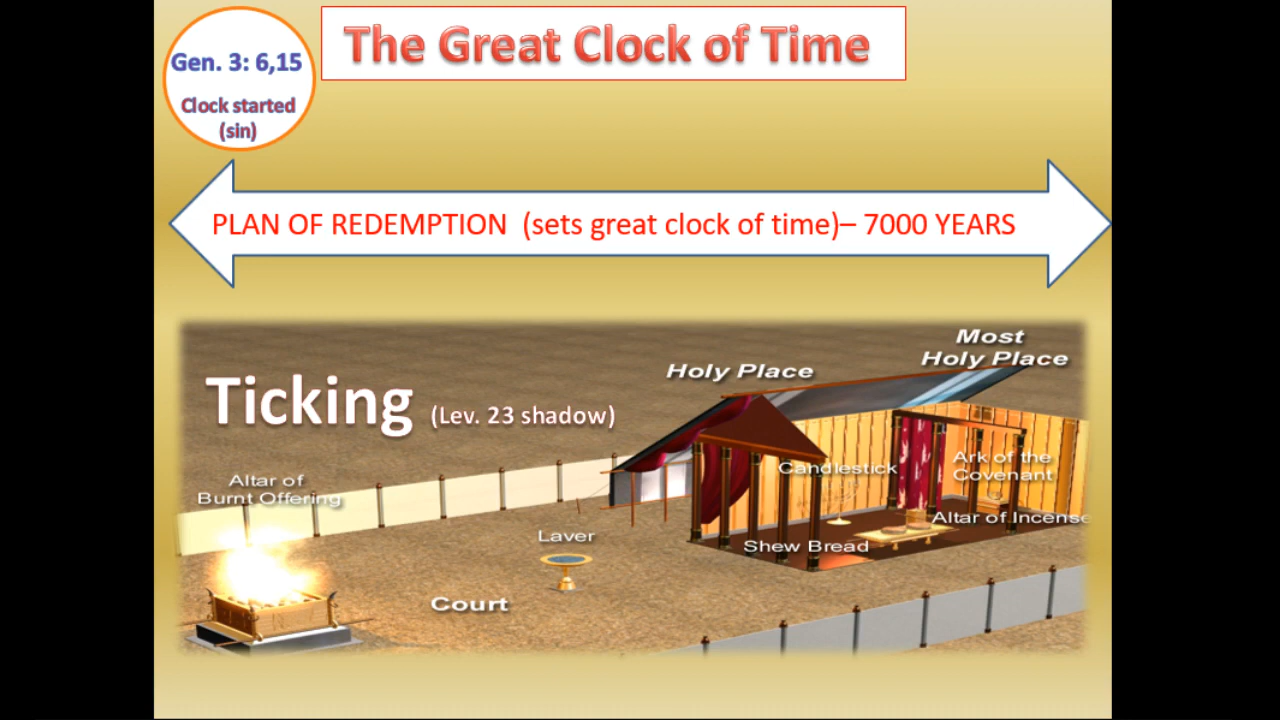 The Great Clock of Time
Gen. 3: 6,15
Clock started
(sin)
PLAN OF REDEMPTION (sets great clock of time)– 7000 YEARS
Most
Holy Place
Holy Place
Ticking (Lev. 23 shadow)
Candlestick
Ark of the
Covenant
Altar of
Burnt Offering
Altar of Incense
Laver
Shew Bread
Court